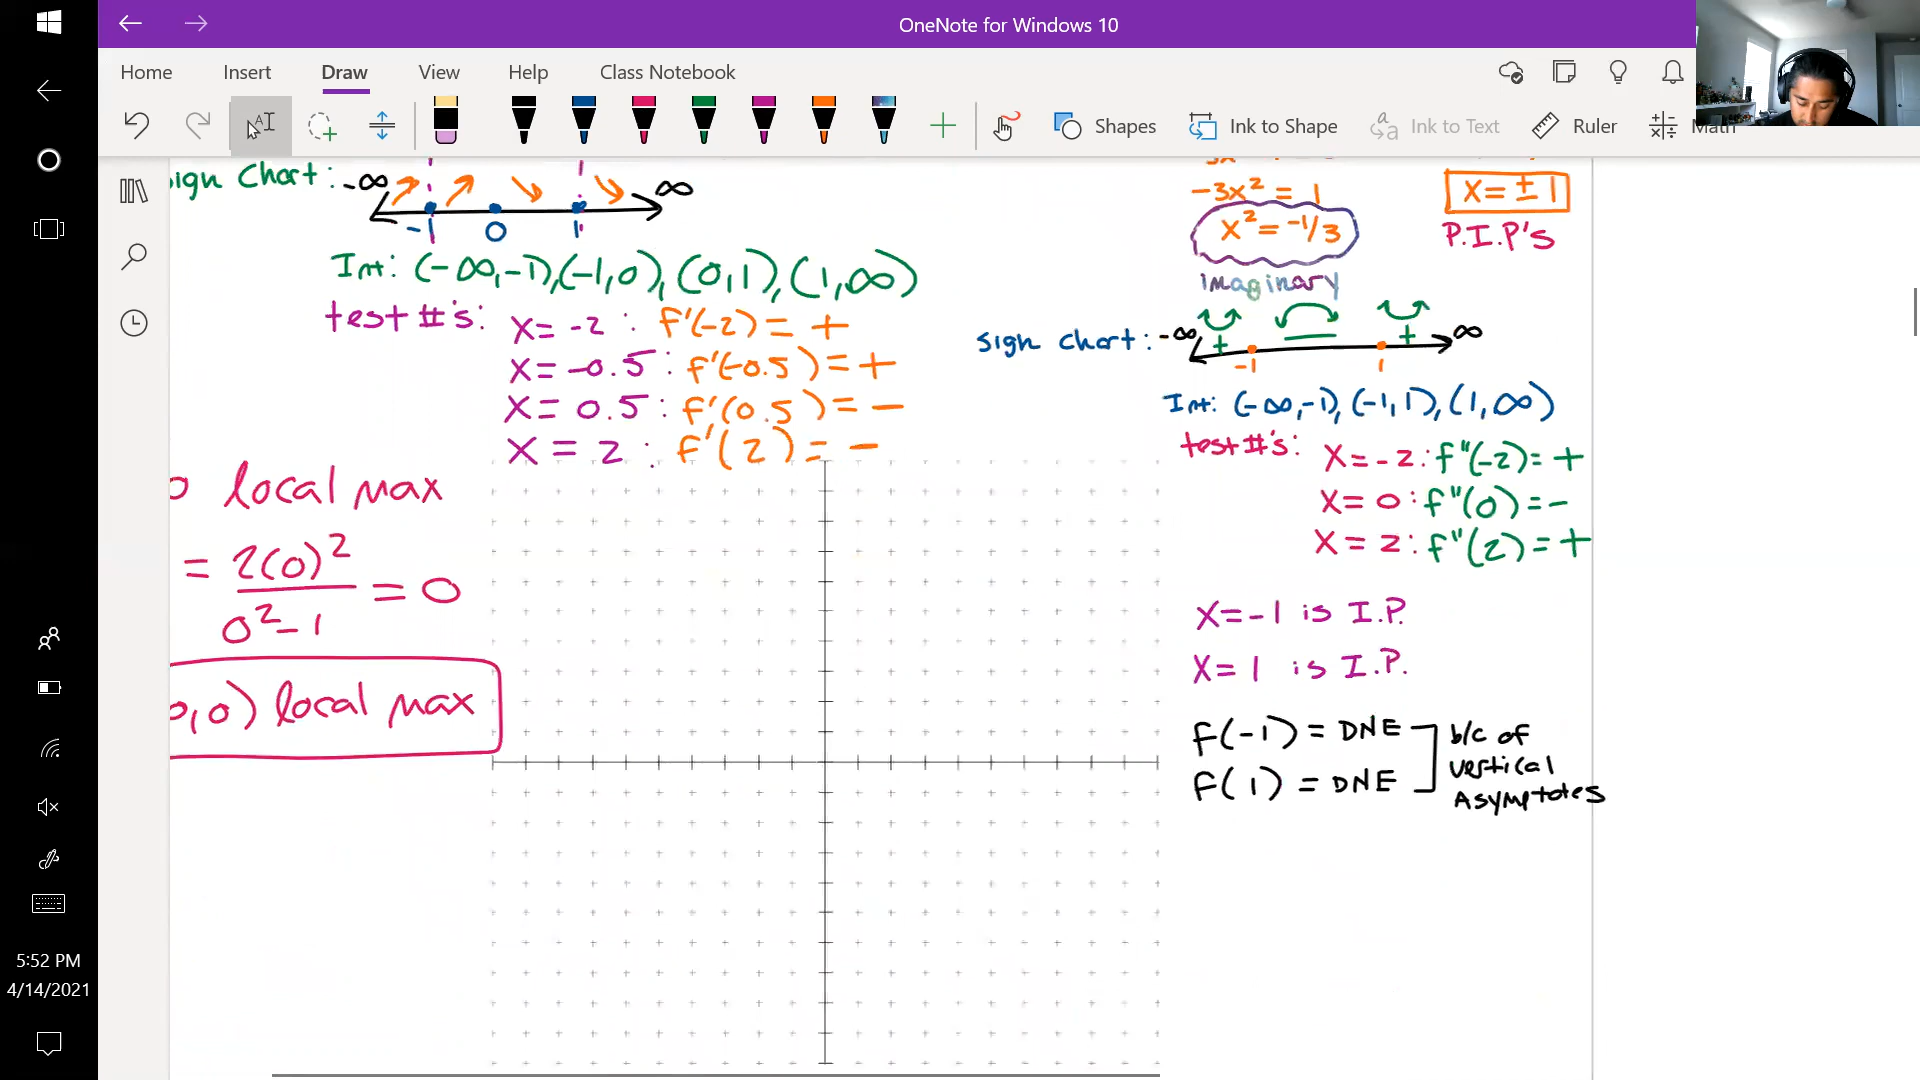 OneNote for Windows 10
Home Insert Draw View Help Class Notebook
Shapes Ink to Shape Ink to Text Ruler Math
Sign Chart: -∞ ∞
-1 0 1
Int: (-∞,-1),(-1,0),(0,1),(1,∞)
test #'s: x = -2 : f'(-2) = +
x = -0.5 : f'(-0.5) = +
x = 0.5 : f'(0.5) = -
x = 2 : f'(2) = -
local max
= 2(0)² / 0²-1 = 0
0,0) local max
-3x² = 1
x² = -1/3
imaginary
x = ± 1
P.I.P's
sign chart: -∞ + - + ∞
-1 1
Int: (-∞,-1),(-1,1),(1,∞)
test #'s: x = -2: f"(-2) = +
x = 0: f"(0) = -
x = 2: f"(2) = +
x = -1 is I.P.
x = 1 is I.P.
f(-1) = DNE
f(1) = DNE
b/c of
vertical
Asymptotes
5:52 PM
4/14/2021